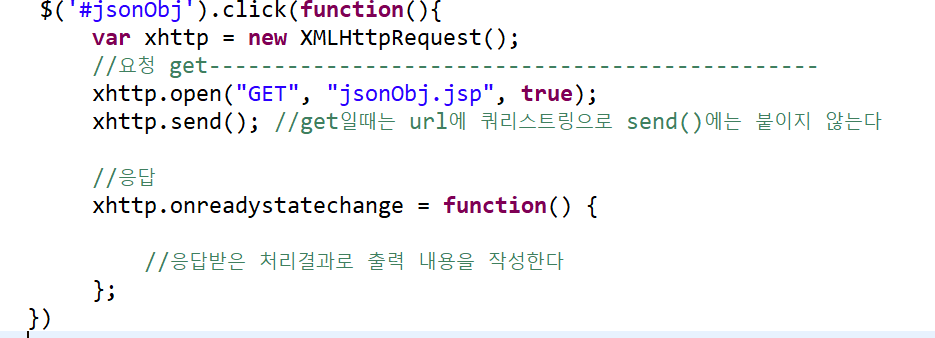 $('#jsonObj').click(function(){
var xhttp = new XMLHttpRequest();
//요청 get-----------------------------------------------
xhttp.open("GET", "jsonObj.jsp", true);
xhttp.send(); //get일때는 url에 쿼리스트링으로 send()에는 붙이지 않는다
//응답
xhttp.onreadystatechange = function() {
//응답받은 처리결과로 출력 내용을 작성한다
};
})